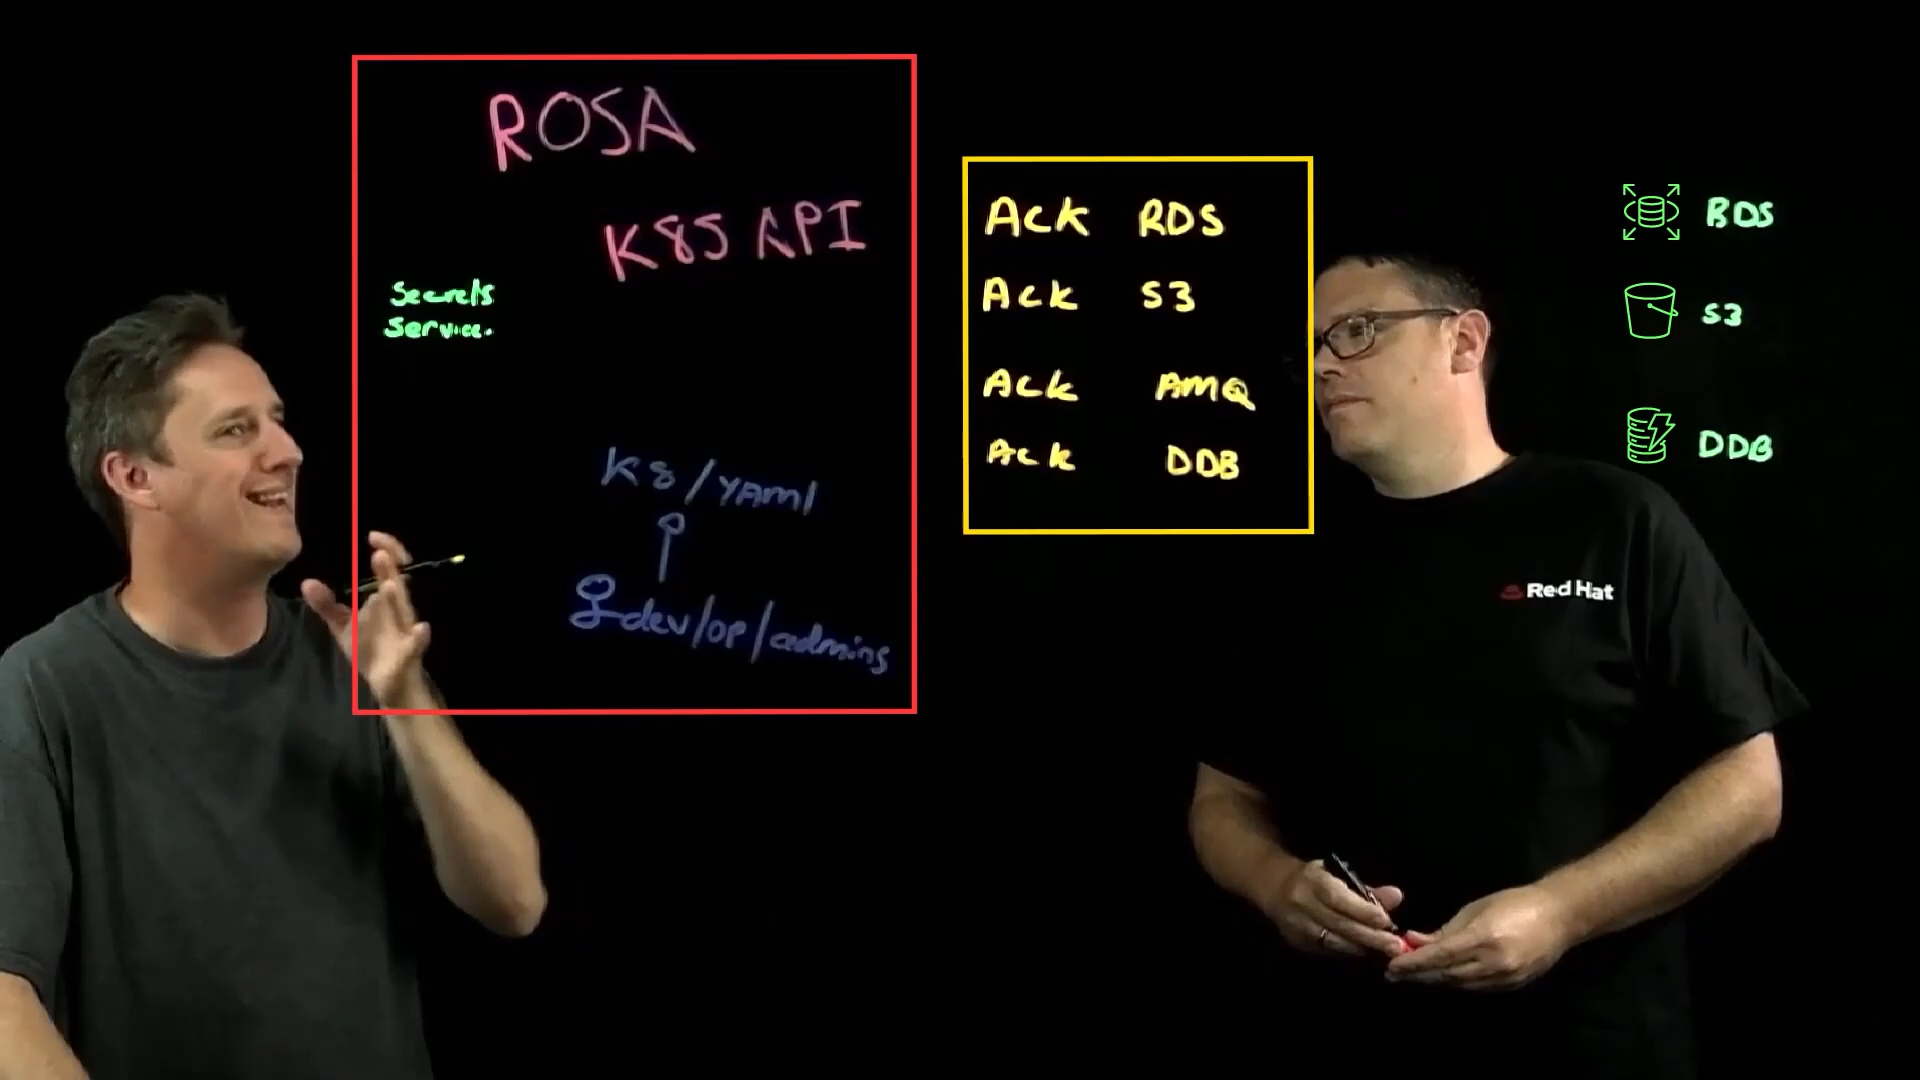 ROSA
K8S API
Secrets
Service.
K8/YAML
dev/op/admins
Ack RDS
Ack S3
Ack AMQ
Ack DDB
RDS
S3
DDB
Red Hat